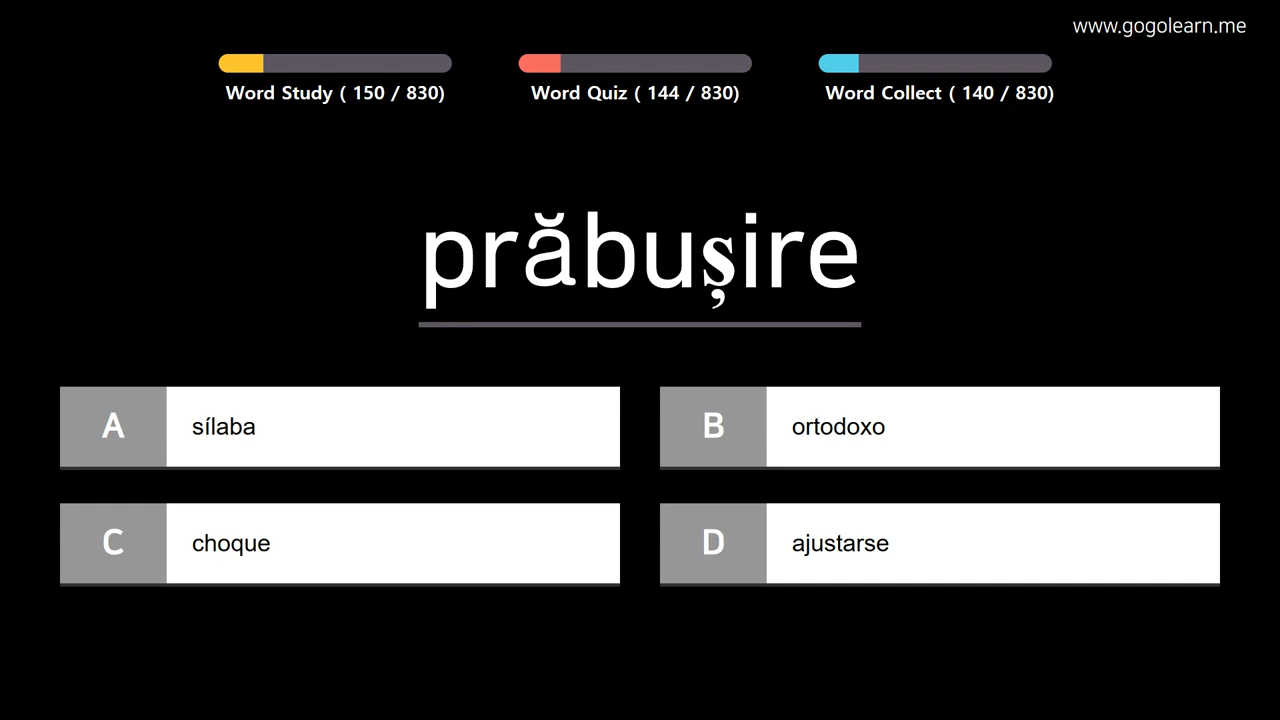 www.gogolearn.me
Word Study ( 150 / 830)
Word Quiz ( 144 / 830)
Word Collect ( 140 / 830)
prăbușire
A sílaba
B ortodoxo
C choque
D ajustarse